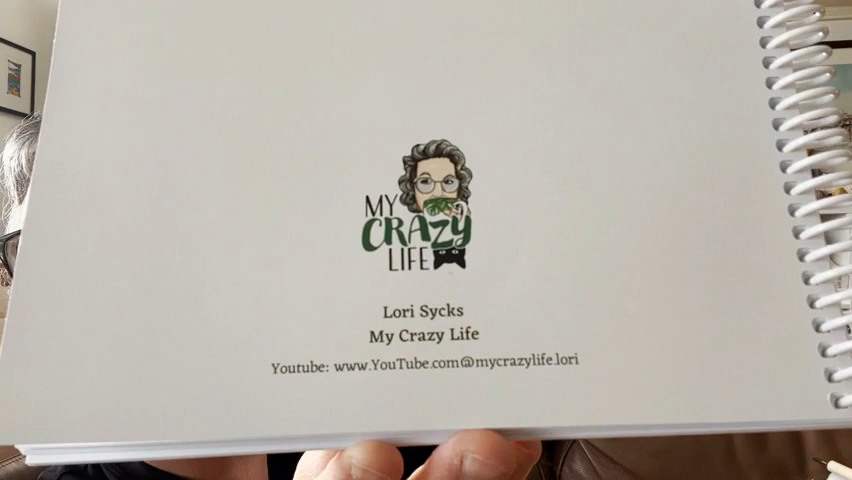 MY
CRAZY
LIFE
Lori Sycks
My Crazy Life
Youtube: www.YouTube.com@mycrazylife.lori